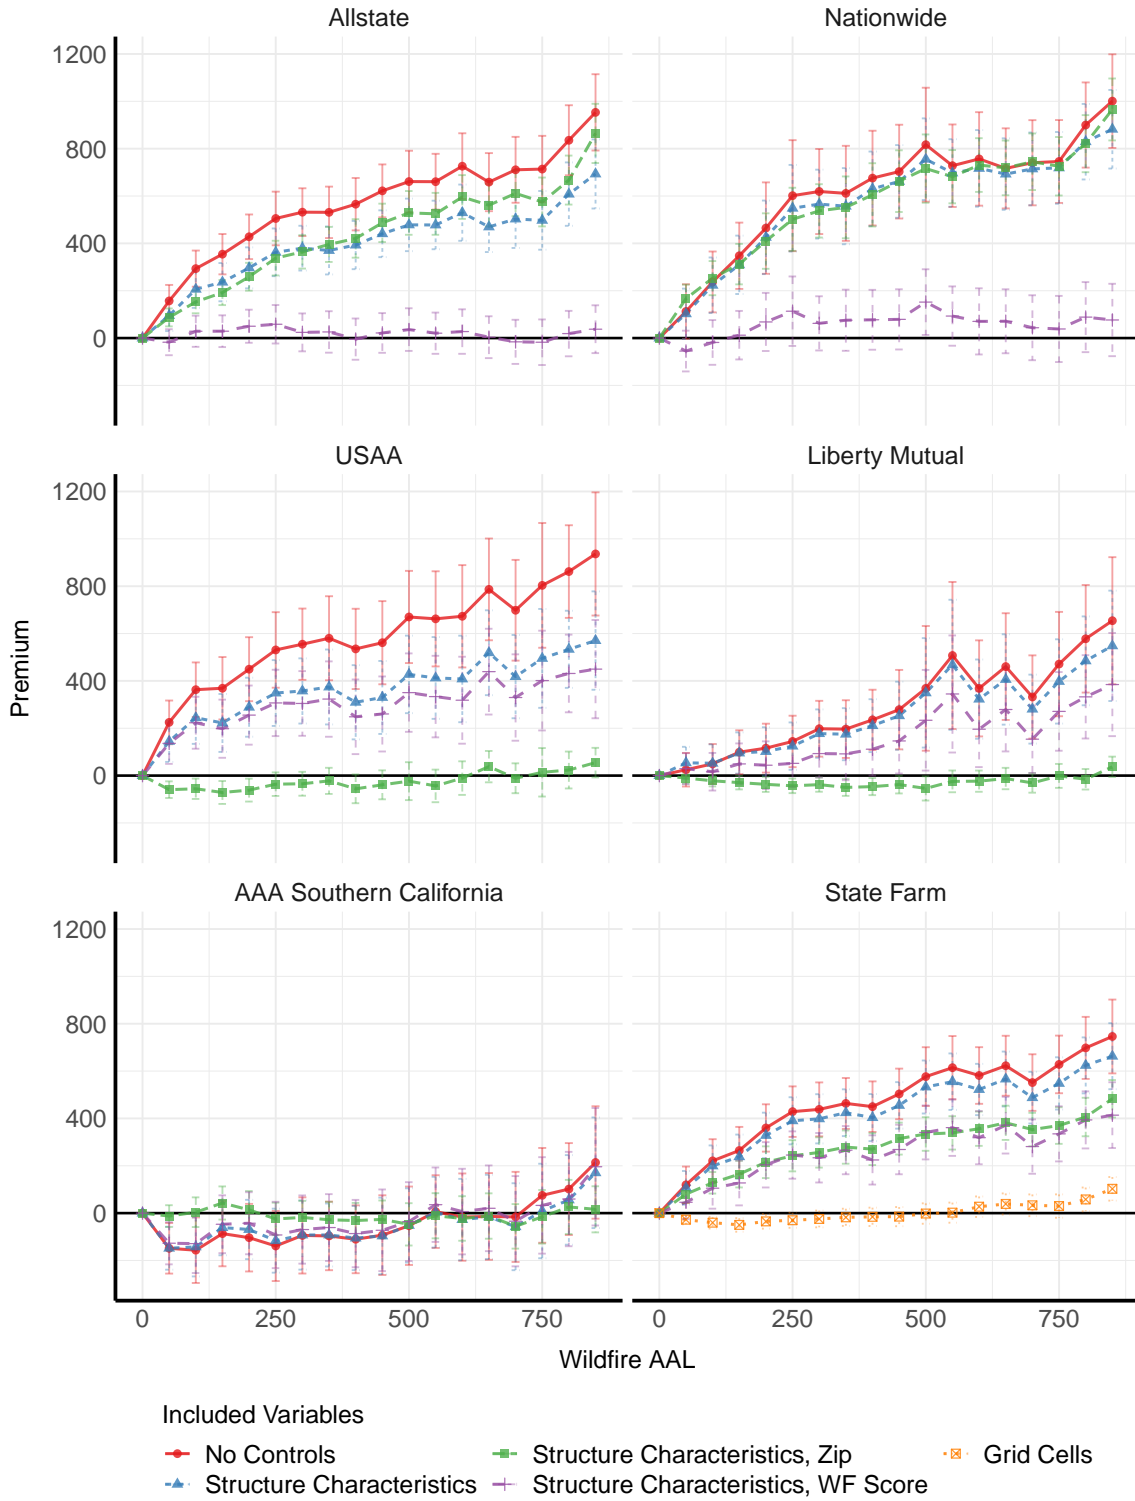 Allstate
Nationwide
1200
800
400
0
USAA
Liberty Mutual
1200
800
400
0
Premium
AAA Southern California
State Farm
1200
800
400
0
0 250 500 750 0 250 500 750
Wildfire AAL
Included Variables
No Controls Structure Characteristics, Zip Grid Cells
Structure Characteristics Structure Characteristics, WF Score